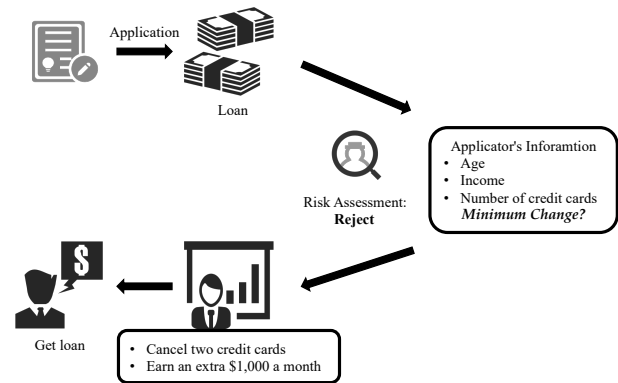 Application
Loan
Applicator's Inforamtion
• Age
• Income
• Number of credit cards
Minimum Change?
Risk Assessment:
Reject
$
Get loan
• Cancel two credit cards
• Earn an extra $1,000 a month